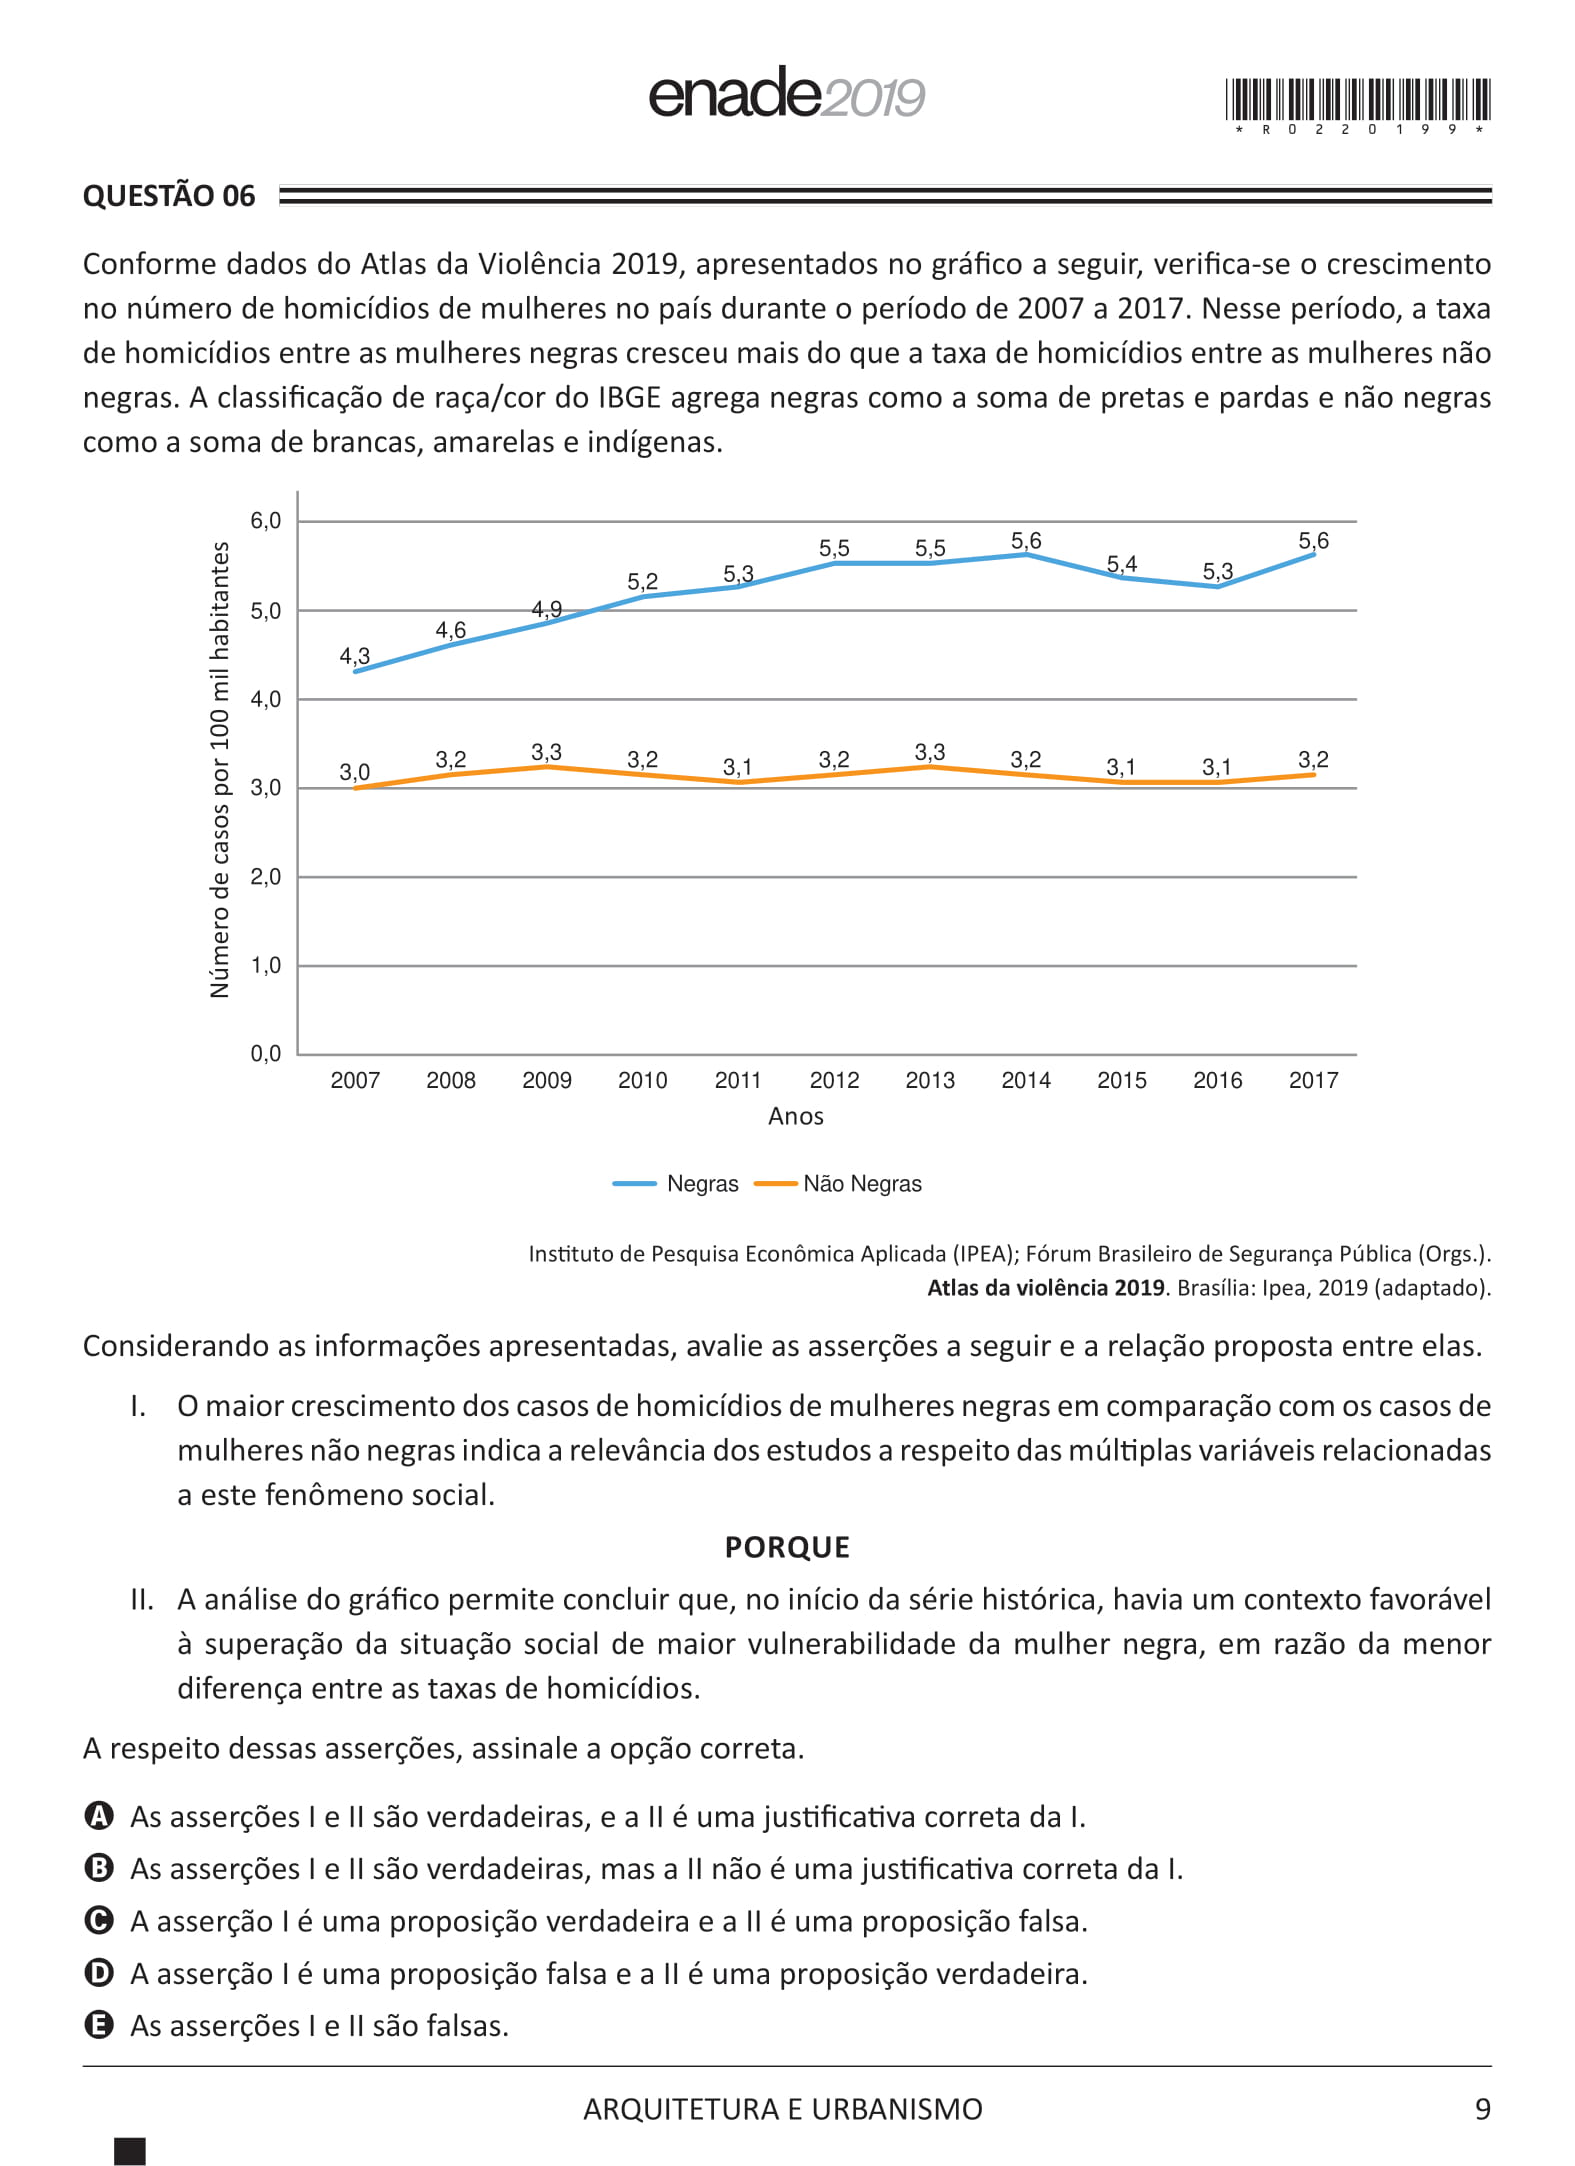 enade2019
* R 0 2 2 0 1 9 9 *
QUESTÃO 06
Conforme dados do Atlas da Violência 2019, apresentados no gráfico a seguir, verifica-se o crescimento
no número de homicídios de mulheres no país durante o período de 2007 a 2017. Nesse período, a taxa
de homicídios entre as mulheres negras cresceu mais do que a taxa de homicídios entre as mulheres não
negras. A classificação de raça/cor do IBGE agrega negras como a soma de pretas e pardas e não negras
como a soma de brancas, amarelas e indígenas.
Número de casos por 100 mil habitantes
6,0
5,0
4,0
3,0
2,0
1,0
0,0
4,3 4,6 4,9 5,2 5,3 5,5 5,5 5,6 5,4 5,3 5,6
3,0 3,2 3,3 3,2 3,1 3,2 3,3 3,2 3,1 3,1 3,2
2007 2008 2009 2010 2011 2012 2013 2014 2015 2016 2017
Anos
Negras Não Negras
Instituto de Pesquisa Econômica Aplicada (IPEA); Fórum Brasileiro de Segurança Pública (Orgs.).
Atlas da violência 2019. Brasília: Ipea, 2019 (adaptado).
Considerando as informações apresentadas, avalie as asserções a seguir e a relação proposta entre elas.
I. O maior crescimento dos casos de homicídios de mulheres negras em comparação com os casos de
mulheres não negras indica a relevância dos estudos a respeito das múltiplas variáveis relacionadas
a este fenômeno social.
PORQUE
II. A análise do gráfico permite concluir que, no início da série histórica, havia um contexto favorável
à superação da situação social de maior vulnerabilidade da mulher negra, em razão da menor
diferença entre as taxas de homicídios.
A respeito dessas asserções, assinale a opção correta.
A As asserções I e II são verdadeiras, e a II é uma justificativa correta da I.
B As asserções I e II são verdadeiras, mas a II não é uma justificativa correta da I.
C A asserção I é uma proposição verdadeira e a II é uma proposição falsa.
D A asserção I é uma proposição falsa e a II é uma proposição verdadeira.
E As asserções I e II são falsas.
ARQUITETURA E URBANISMO
9